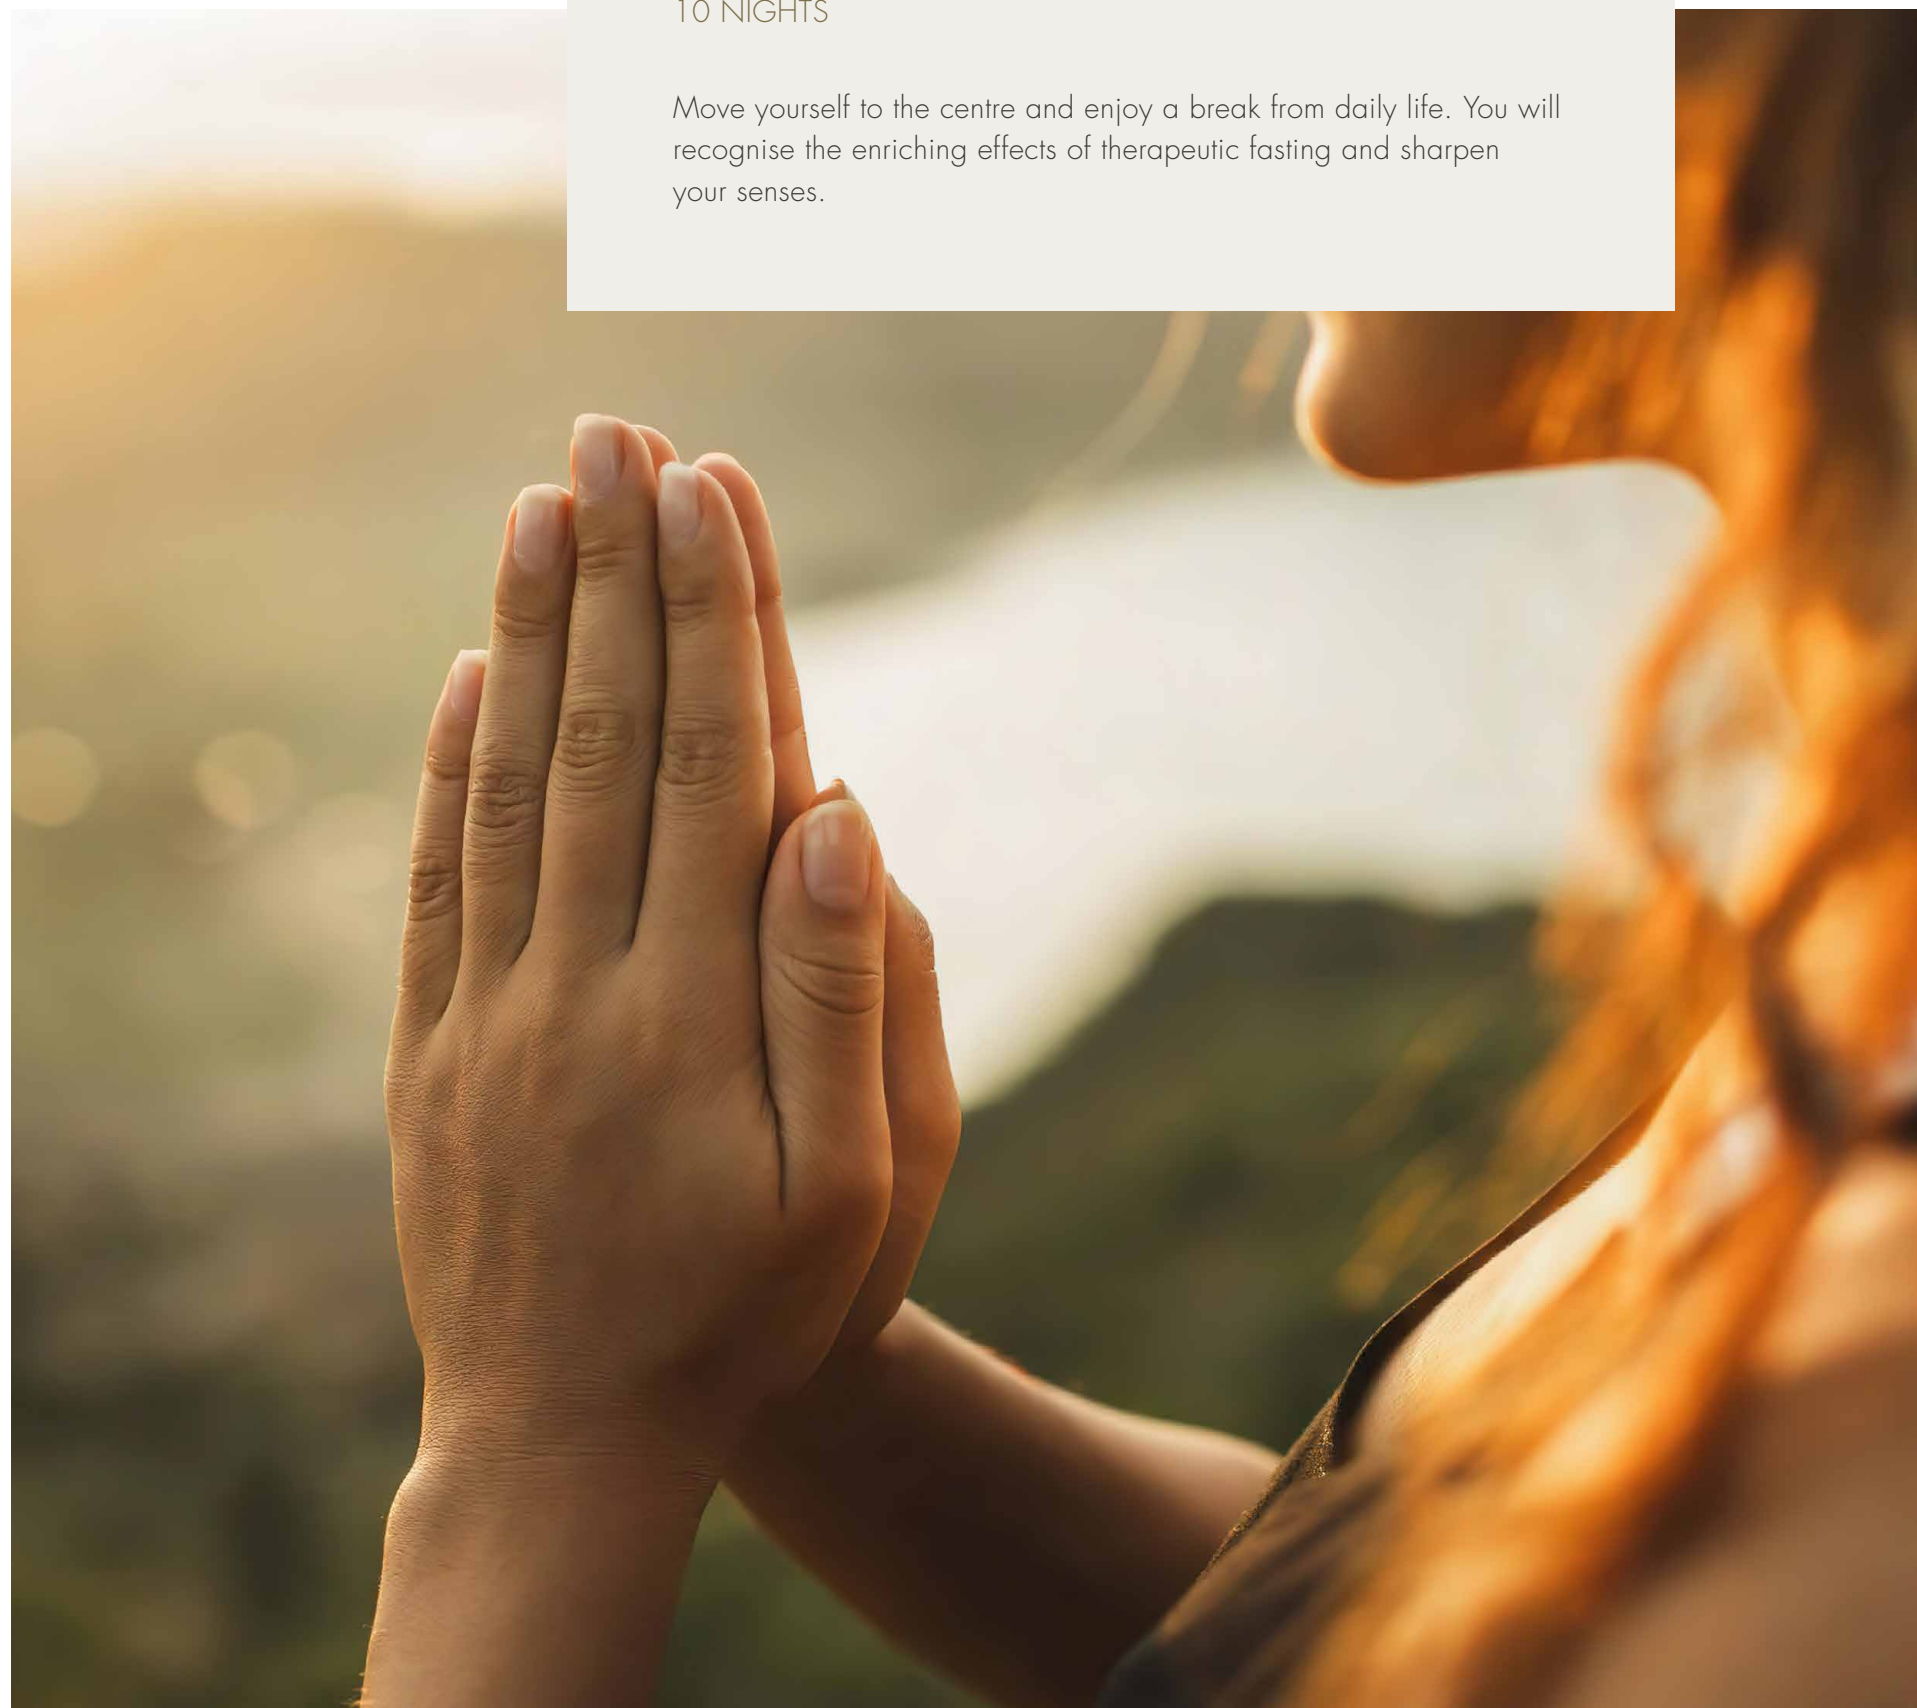 10 NIGHTS
Move yourself to the centre and enjoy a break from daily life. You will
recognise the enriching effects of therapeutic fasting and sharpen
your senses.